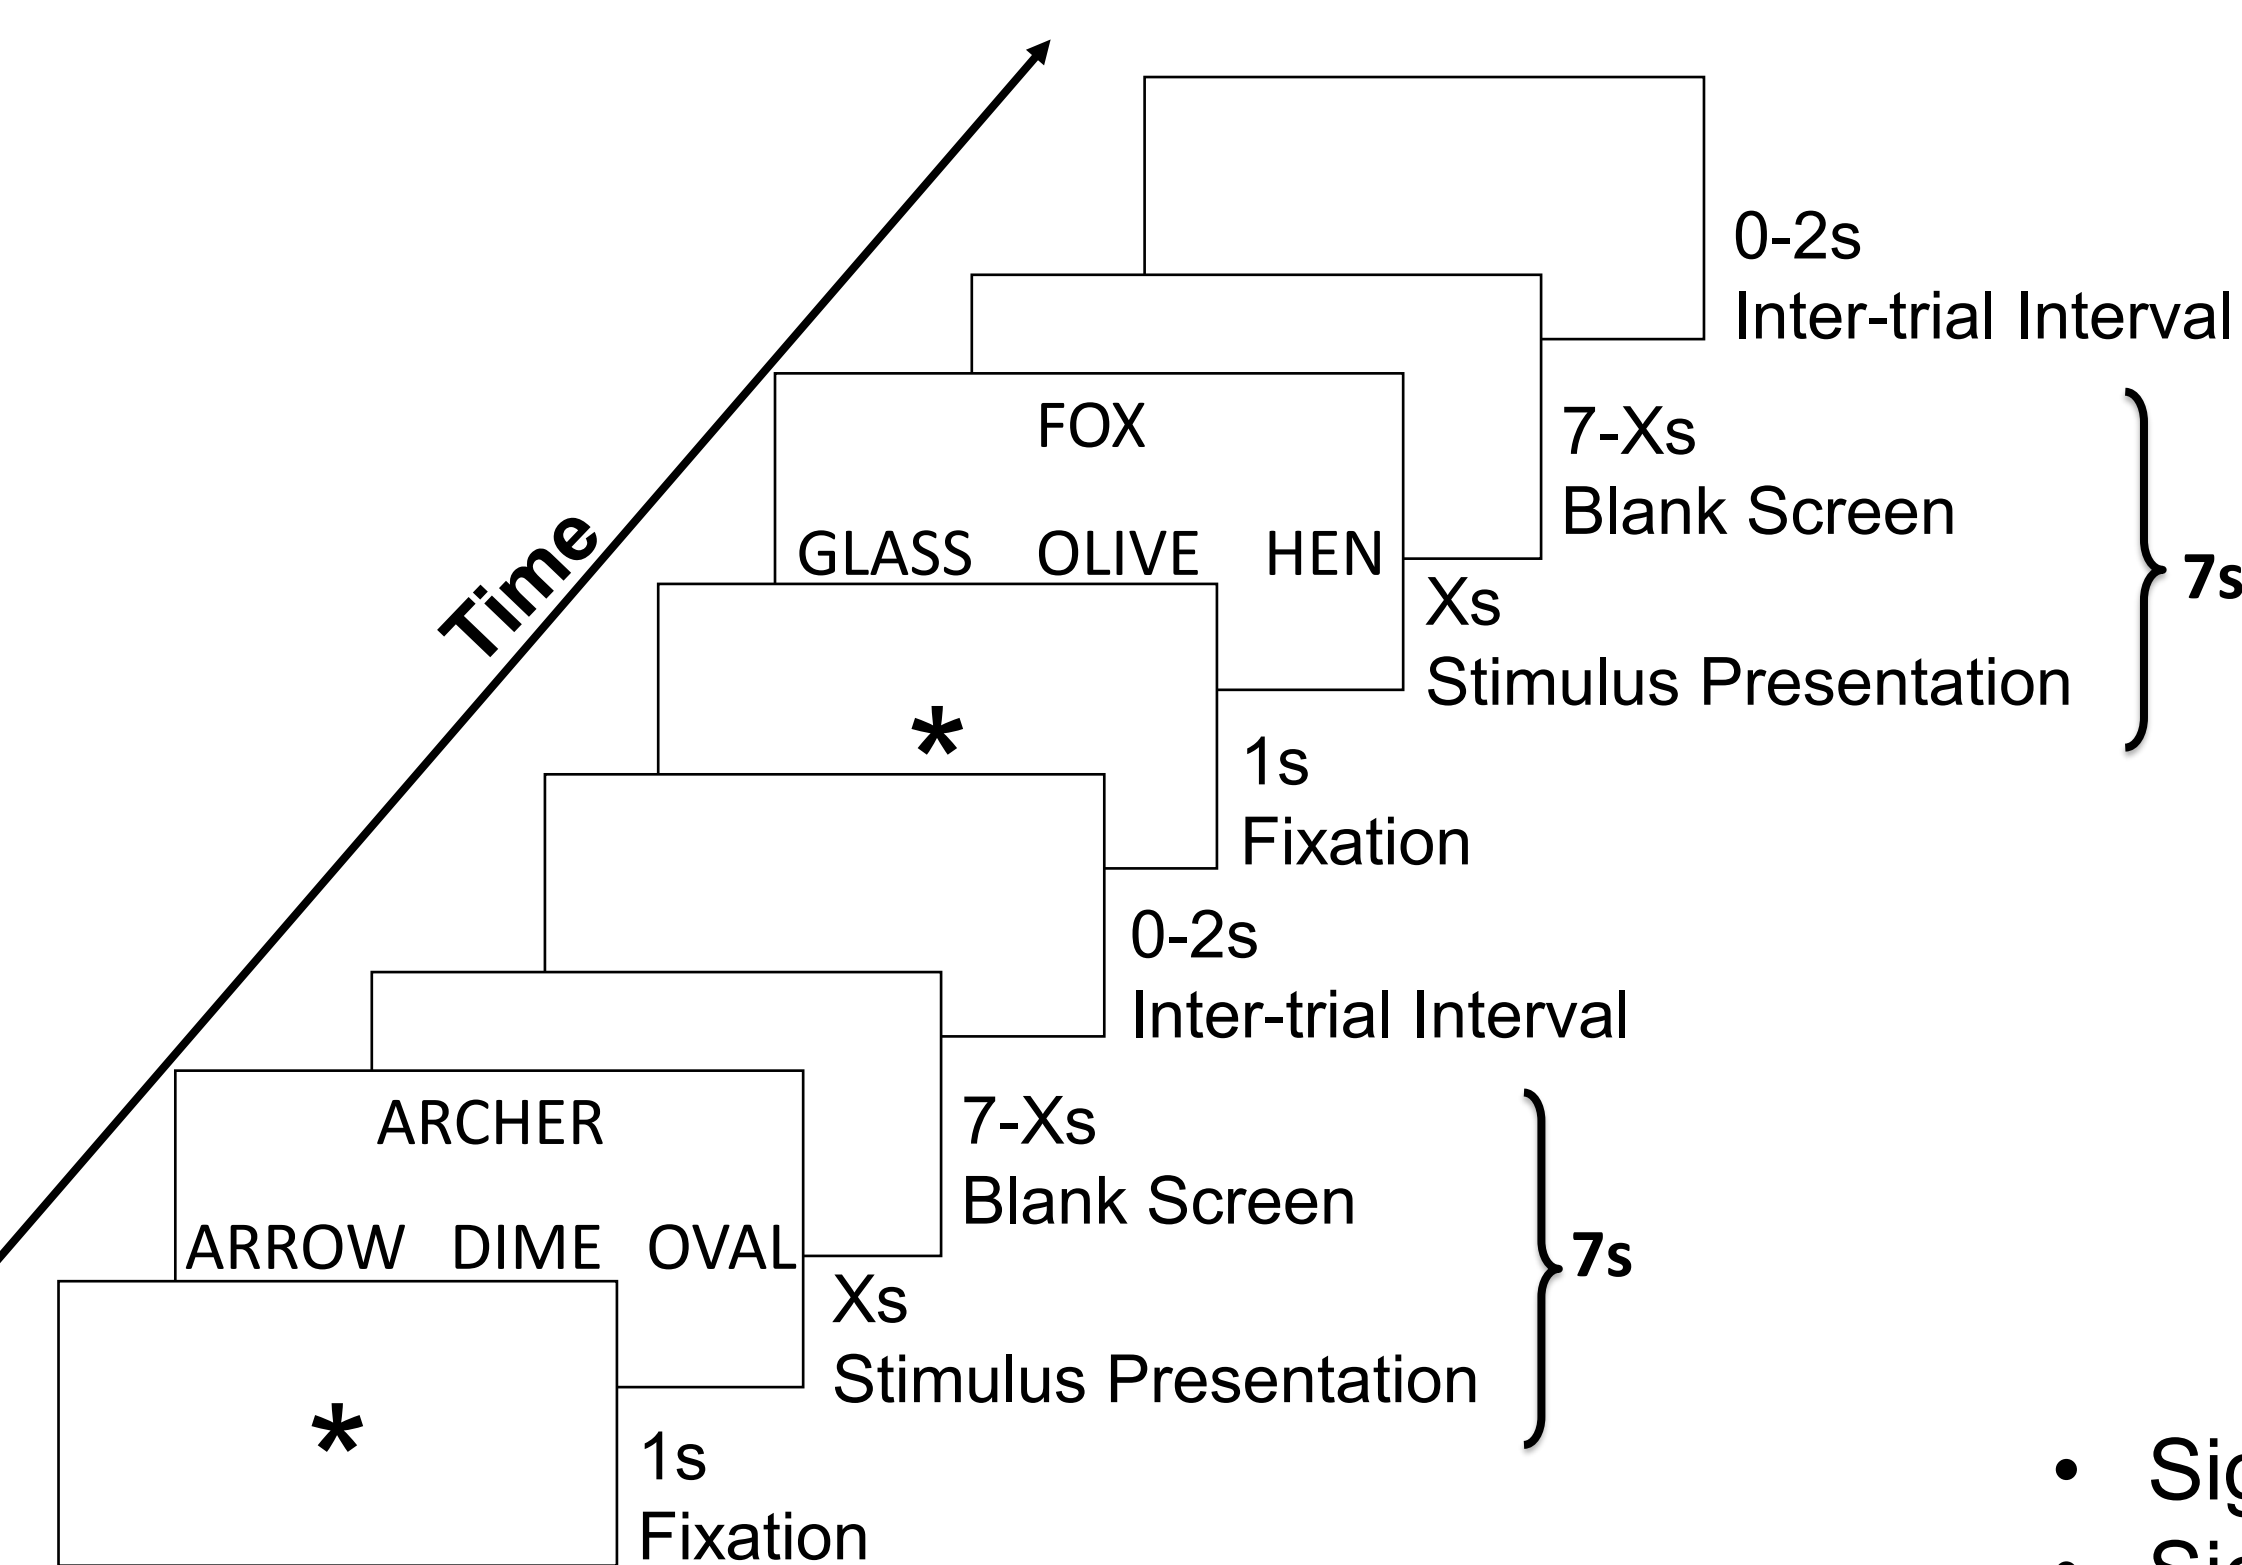 0-2s
Inter-trial Interval
FOX
GLASS OLIVE HEN
7-Xs
Blank Screen
7s
Xs
Stimulus Presentation
Time
*
1s
Fixation
0-2s
Inter-trial Interval
ARCHER
ARROW DIME OVAL
7-Xs
Blank Screen
7s
Xs
Stimulus Presentation
*
1s
Fixation